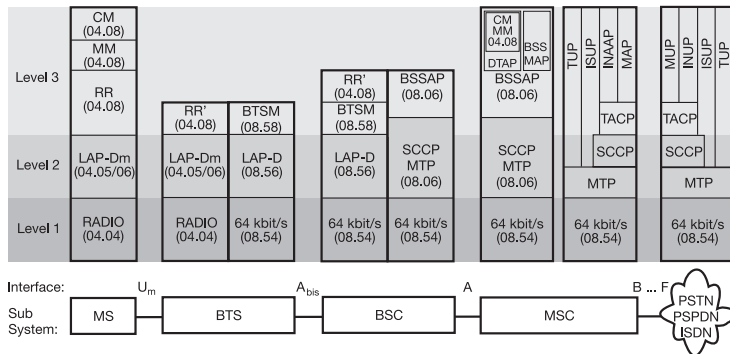 Level 3
Level 2
Level 1
CM
(04.08)
MM
(04.08)
RR
(04.08)
LAP-Dm
(04.05/06)
RADIO
(04.04)
RR'
(04.08)
LAP-Dm
(04.05/06)
RADIO
(04.04)
BTSM
(08.58)
LAP-D
(08.56)
64 kbit/s
(08.54)
RR'
(04.08)
BTSM
(08.58)
LAP-D
(08.56)
64 kbit/s
(08.54)
BSSAP
(08.06)
SCCP
MTP
(08.06)
64 kbit/s
(08.54)
CM
MM
04.08
DTAP
BSS
MAP
BSSAP
(08.06)
SCCP
MTP
(08.06)
64 kbit/s
(08.54)
TUP
ISUP
INAAP
MAP
TACP
SCCP
MTP
64 kbit/s
(08.54)
MUP
INUP
ISUP
TUP
TACP
SCCP
MTP
64 kbit/s
(08.54)
Interface: Um Abis A B ... F
Sub
System:
MS
BTS
BSC
MSC
PSTN
PSPDN
ISDN